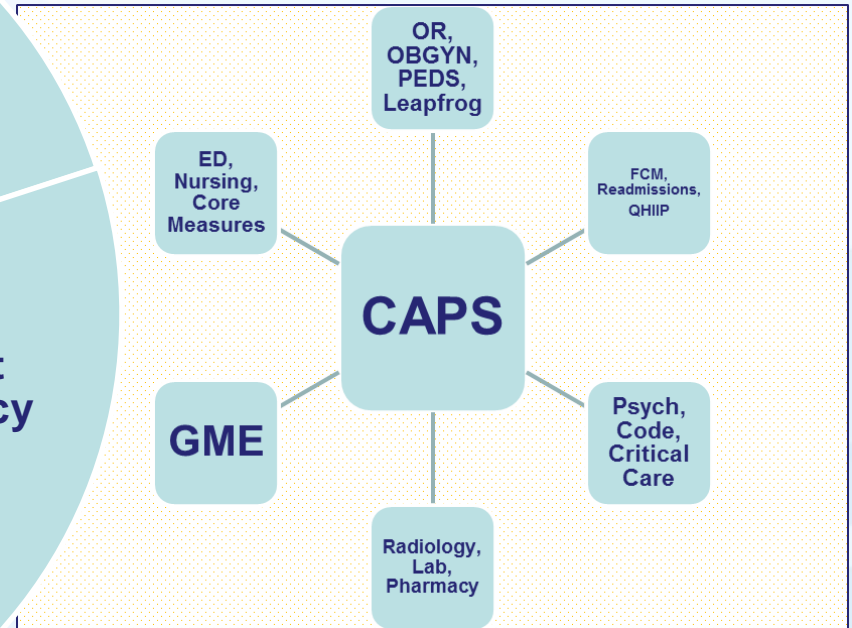 OR,
OBGYN,
PEDS,
Leapfrog
ED,
Nursing,
Core
Measures
FCM,
Readmissions,
QHIIP
CAPS
cy
GME
Psych,
Code,
Critical
Care
Radiology,
Lab,
Pharmacy